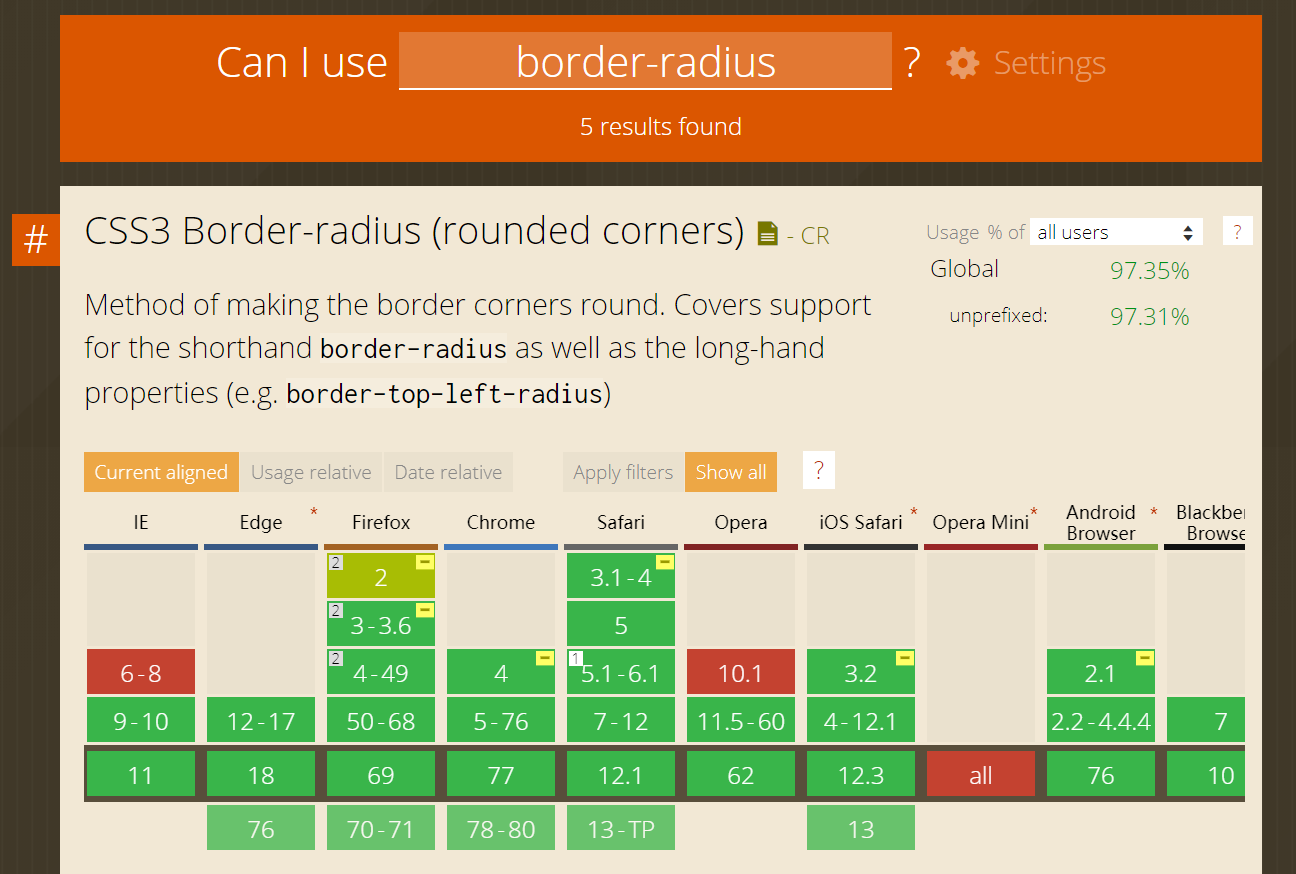 Can I use border-radius ? Settings
5 results found
#
CSS3 Border-radius (rounded corners) - CR
Usage % of all users ?
Global 97.35%
unprefixed: 97.31%
Method of making the border corners round. Covers support
for the shorthand border-radius as well as the long-hand
properties (e.g. border-top-left-radius)
Current aligned Usage relative Date relative Apply filters Show all ?
IE Edge * Firefox Chrome Safari Opera iOS Safari * Opera Mini * Android Browser * Blackber Browse
2 2 - 3.1-4 -
2 3-3.6 - 5
6-8 2 4-49 4 - 1 5.1-6.1 10.1 3.2 - 2.1 -
9-10 12-17 50-68 5-76 7-12 11.5-60 4-12.1 2.2-4.4.4 7
11 18 69 77 12.1 62 12.3 all 76 10
76 70-71 78-80 13-TP 13